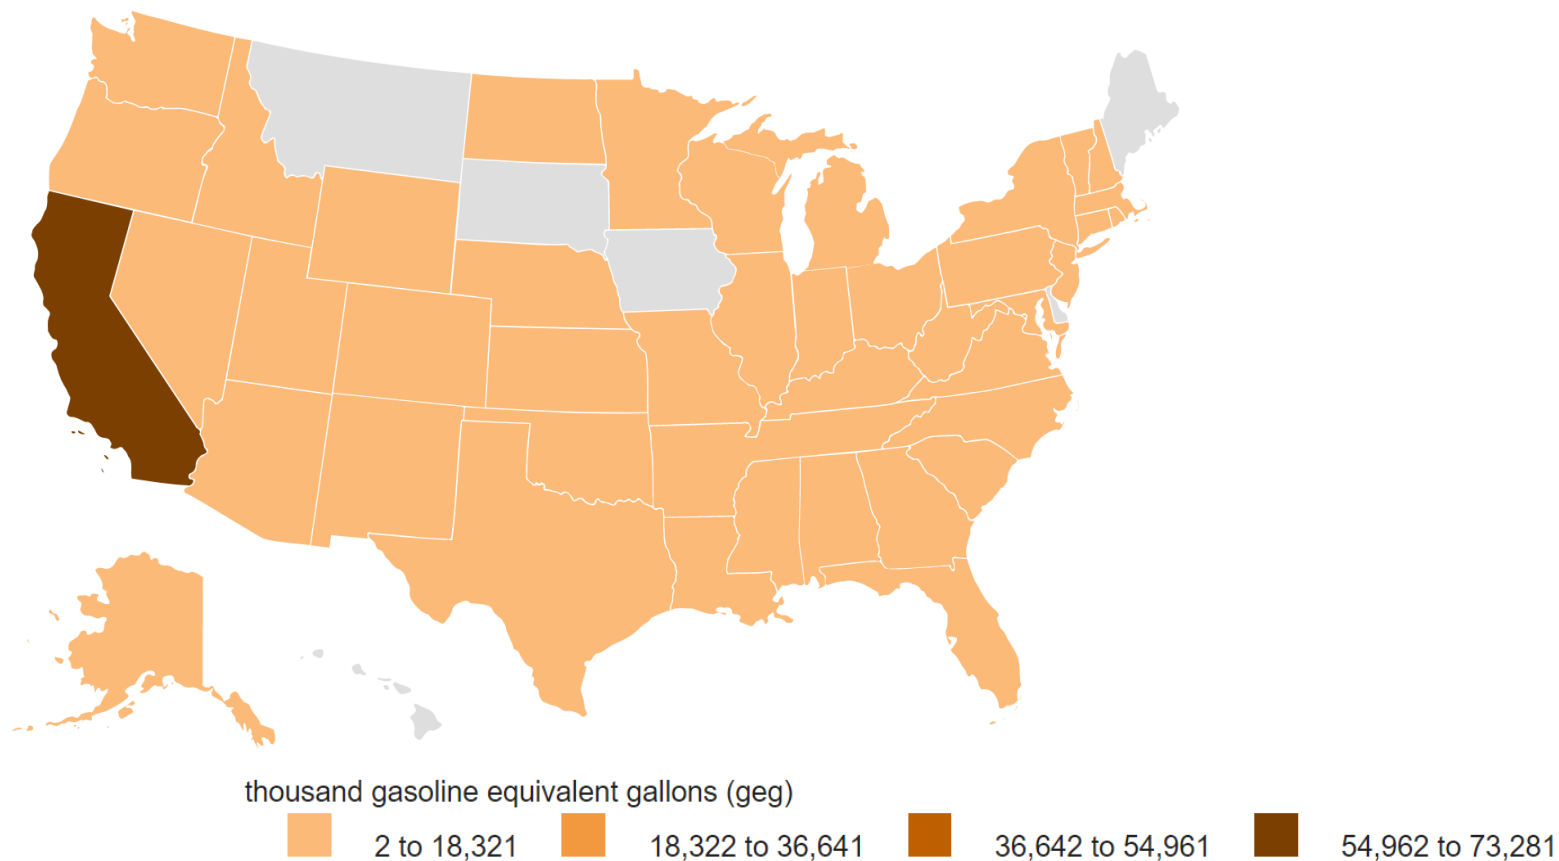 thousand gasoline equivalent gallons (geg)
2 to 18,321 18,322 to 36,641 36,642 to 54,961 54,962 to 73,281